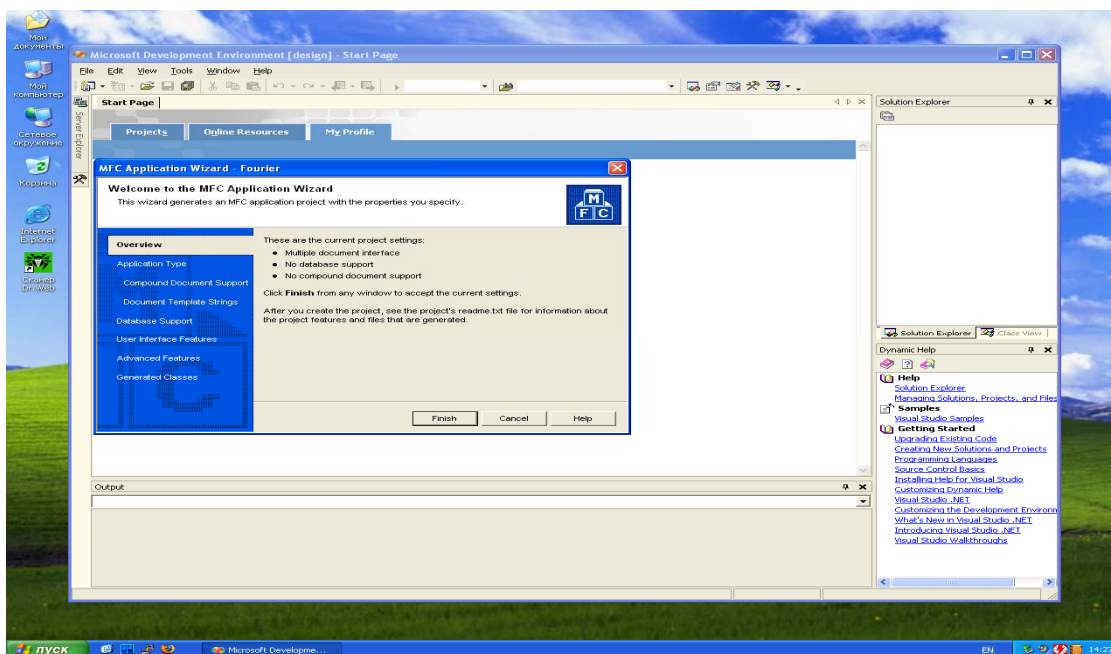 Мои
документы
Мой
компьютер
Сетевое
окружение
Корзина
Internet
Explorer
Сканер
Dr.Web
Microsoft Development Environment [design] - Start Page
File Edit View Tools Window Help
Start Page
Server Explorer
Projects Online Resources My Profile
MFC Application Wizard - Fourier
Welcome to the MFC Application Wizard
This wizard generates an MFC application project with the properties you specify.
M
F C
Overview
Application Type
Compound Document Support
Document Template Strings
Database Support
User Interface Features
Advanced Features
Generated Classes
These are the current project settings:
• Multiple document interface
• No database support
• No compound document support
Click Finish from any window to accept the current settings.
After you create the project, see the project's readme.txt file for information about
the project features and files that are generated.
Finish Cancel Help
Output
Solution Explorer
Solution Explorer Class View
Dynamic Help
Help
Solution Explorer
Managing Solutions, Projects, and Files
Samples
Visual Studio Samples
Getting Started
Upgrading Existing Code
Creating New Solutions and Projects
Programming Languages
Source Control Basics
Installing Help for Visual Studio
Customizing Dynamic Help
Visual Studio .NET
Customizing the Development Environn
What's New in Visual Studio .NET
Introducing Visual Studio .NET
Visual Studio Walkthroughs
пуск
Microsoft Developme...
EN
14:27